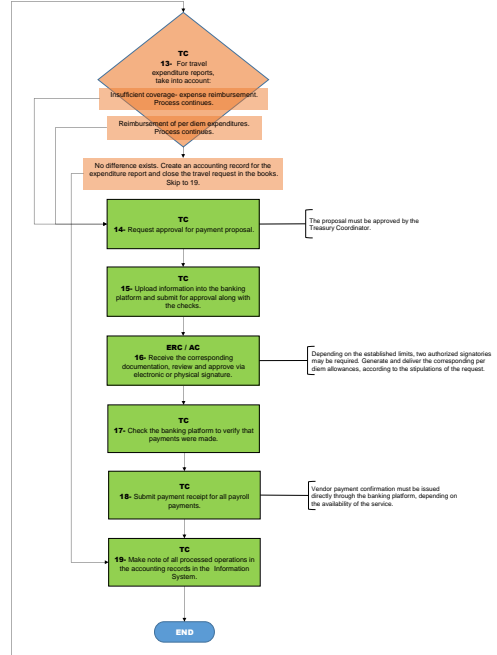 TC
13- For travel
expenditure reports,
take into account:
Insufficient coverage- expense reimbursement.
Process continues.
Reimbursement of per diem expenditures.
Process continues.
No difference exists. Create an accounting record for the
expenditure report and close the travel request in the books.
Skip to 19.
TC
14- Request approval for payment proposal.
The proposal must be approved by the
Treasury Coordinator.
TC
15- Upload information into the banking
platform and submit for approval along with
the checks.
ERC / AC
16- Receive the corresponding
documentation, review and approve via
electronic or physical signature.
Depending on the established limits, two authorized signatories
may be required. Generate and deliver the corresponding per
diem allowances, according to the stipulations of the request.
TC
17- Check the banking platform to verify that
payments were made.
TC
18- Submit payment receipt for all payroll
payments.
Vendor payment confirmation must be issued
directly through the banking platform, depending on
the availability of the service.
TC
19- Make note of all processed operations in
the accounting records in the Information
System.
END